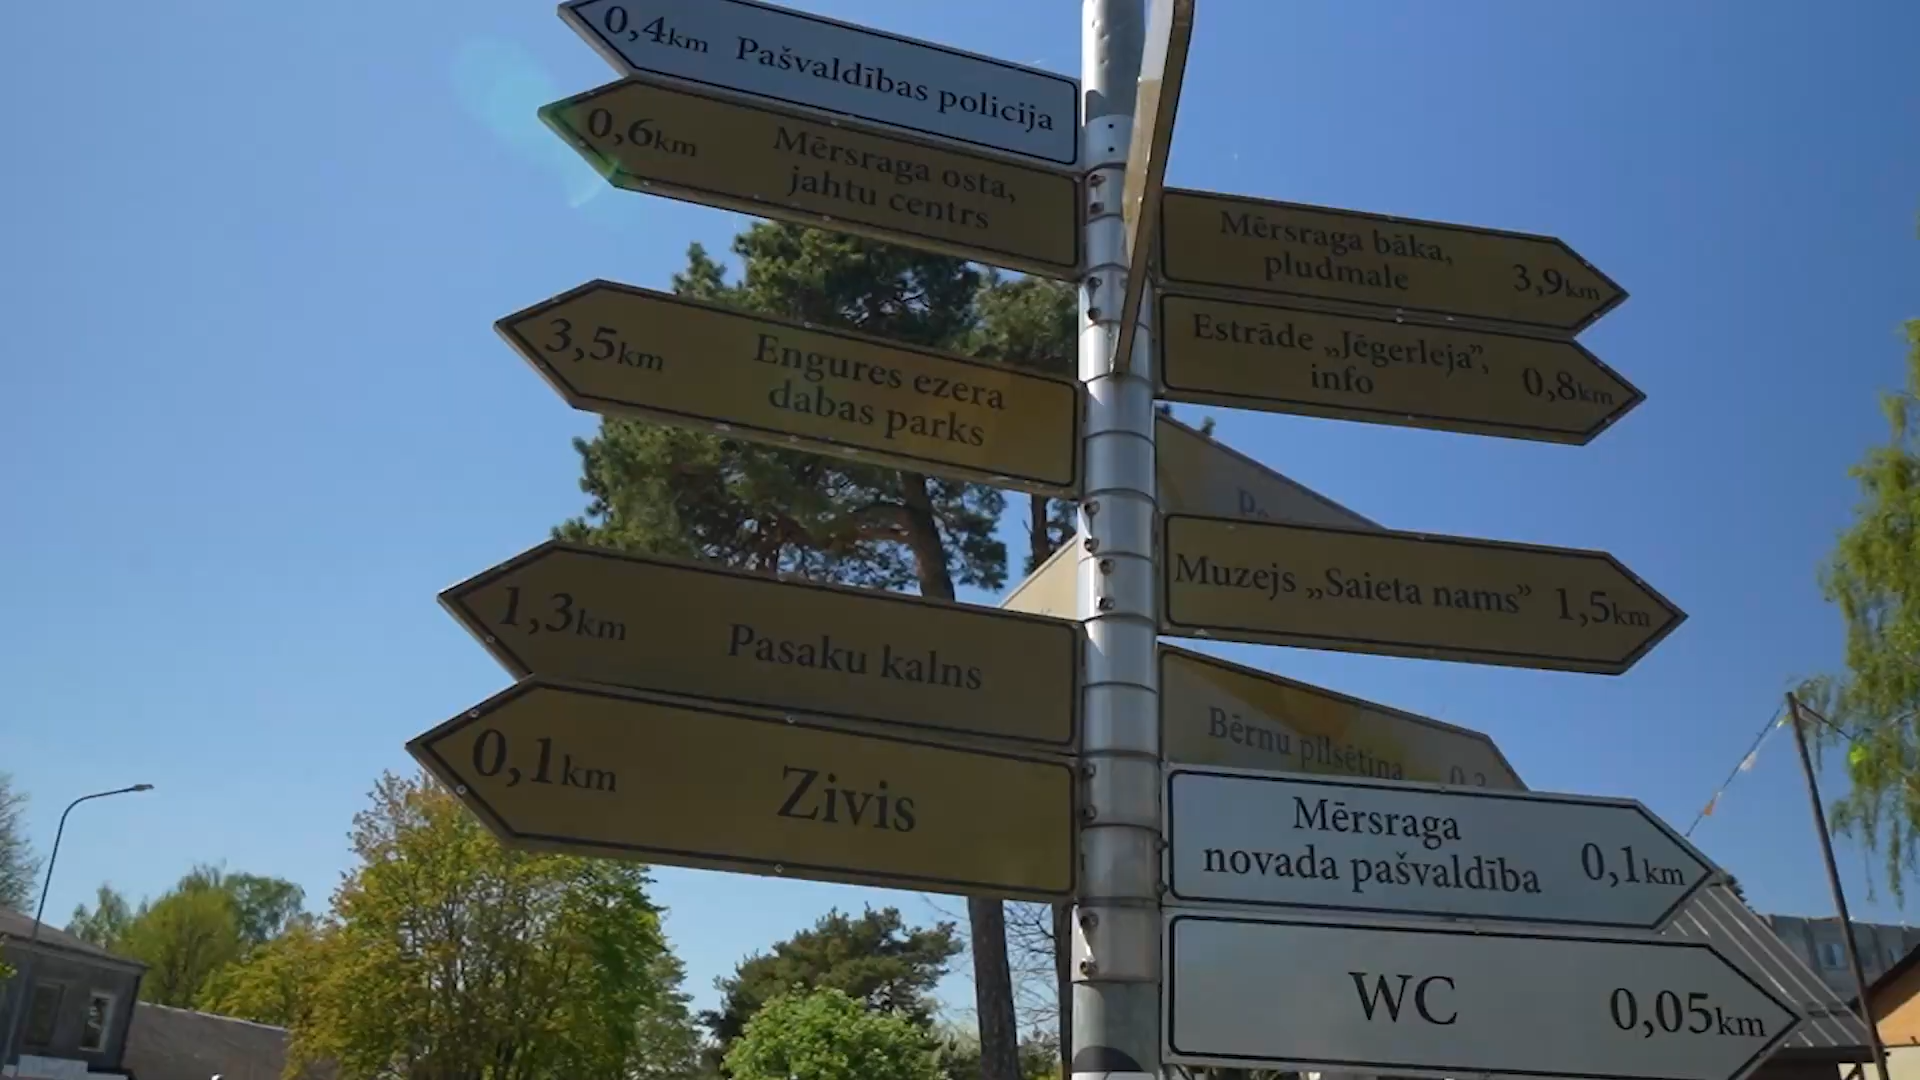 0,4km Pašvaldības policija
0,6km Mērsraga osta,
jahtu centrs
3,5km Engures ezera
dabas parks
1,3km Pasaku kalns
0,1km Zivis
Mērsraga bāka,
pludmale 3,9km
Estrāde „Jēgerleja”,
info 0,8km
Muzejs „Saieta nams” 1,5km
Bērnu pilsētiņa
Mērsraga
novada pašvaldība 0,1km
WC 0,05km